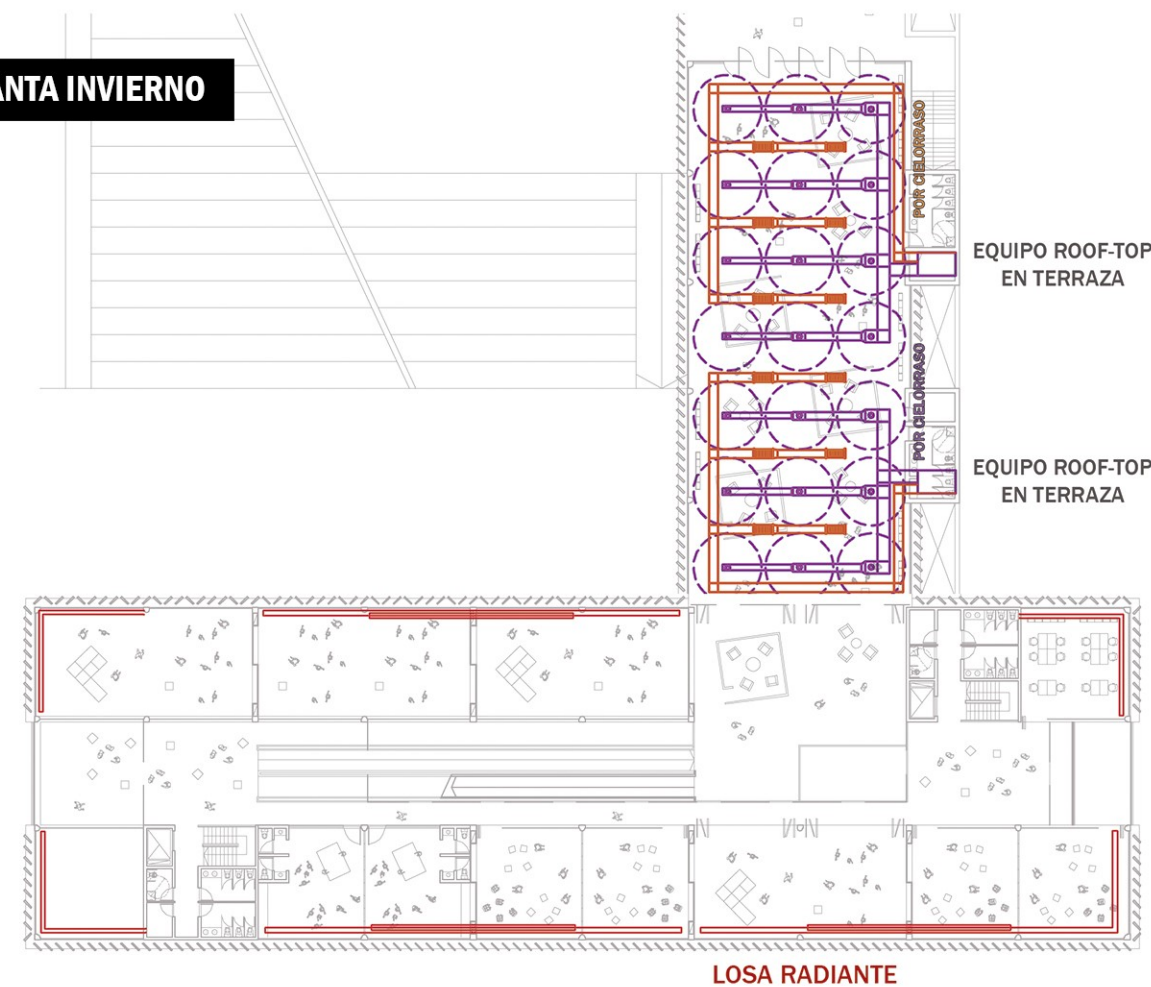 ANTA INVIERNO
POR CIELORRASO
EQUIPO ROOF-TOP
EN TERRAZA
POR CIELORRASO
EQUIPO ROOF-TOP
EN TERRAZA
LOSA RADIANTE